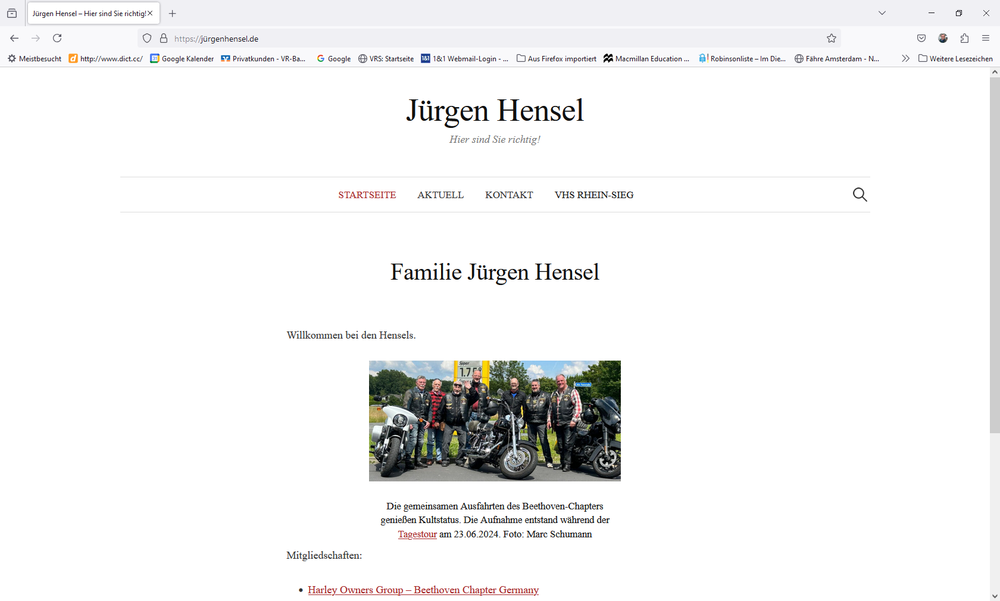 Jürgen Hensel – Hier sind Sie richtig!
https://jürgenhensel.de
Meistbesucht http://www.dict.cc/ 31 Google Kalender Privatkunden - VR-Ba... Google VRS: Startseite 1&1 1&1 Webmail-Login - ... Aus Firefox importiert Macmillan Education ... Robinsonliste – Im Die... Fähre Amsterdam - N... Weitere Lesezeichen
Jürgen Hensel
Hier sind Sie richtig!
STARTSEITE AKTUELL KONTAKT VHS RHEIN-SIEG
Familie Jürgen Hensel
Willkommen bei den Hensels.
Super
1.75⁹
Die gemeinsamen Ausfahrten des Beethoven-Chapters
genießen Kultstatus. Die Aufnahme entstand während der
Tagestour am 23.06.2024. Foto: Marc Schumann
Mitgliedschaften:
• Harley Owners Group – Beethoven Chapter Germany